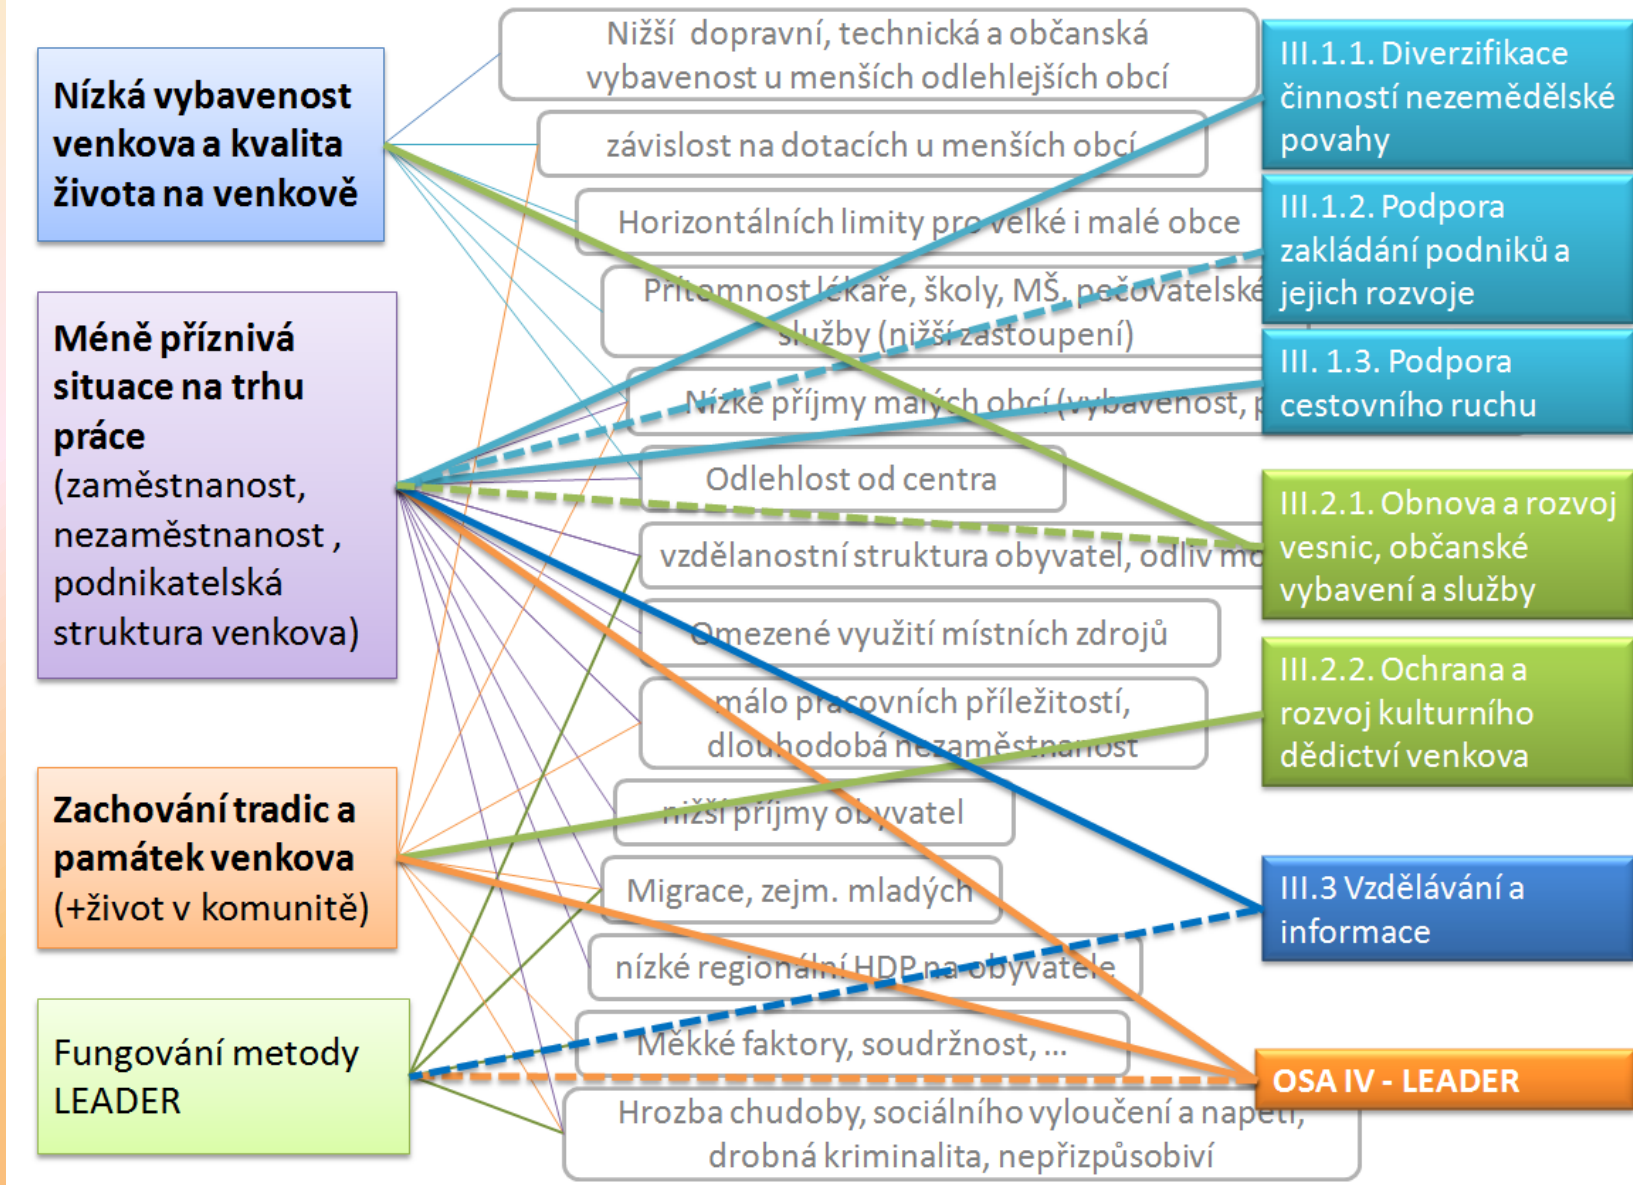 Nízká vybavenost
venkova a kvalita
života na venkově
Méně příznivá
situace na trhu
práce
(zaměstnanost,
nezaměstnanost ,
podnikatelská
struktura venkova)
Zachování tradic a
památek venkova
(+život v komunitě)
Fungování metody
LEADER
Nižší dopravní, technická a občanská
vybavenost u menších odlehlejších obcí
závislost na dotacích u menších obcí
Horizontálních limity pro velké i malé obce
Přítomnost lékaře, školy, MŠ, pečovatelské
služby (nižší zastoupení)
Nízké příjmy malých obcí (vybavenost,
Odlehlost od centra
vzdělanostní struktura obyvatel, odliv
Omezené využití místních zdrojů
málo pracovních příležitostí,
dlouhodobá nezaměstnanost
nižší příjmy obyvatel
Migrace, zejm. mladých
nízké regionální HDP na obyvatele
Měkké faktory, soudržnost, ...
Hrozba chudoby, sociálního vyloučení a napětí,
drobná kriminalita, nepřizpůsobiví
III.1.1. Diverzifikace
činností nezemědělské
povahy
III.1.2. Podpora
zakládání podniků a
jejich rozvoje
III. 1.3. Podpora
cestovního ruchu
III.2.1. Obnova a rozvoj
vesnic, občanské
vybavení a služby
III.2.2. Ochrana a
rozvoj kulturního
dědictví venkova
III.3 Vzdělávání a
informace
OSA IV - LEADER